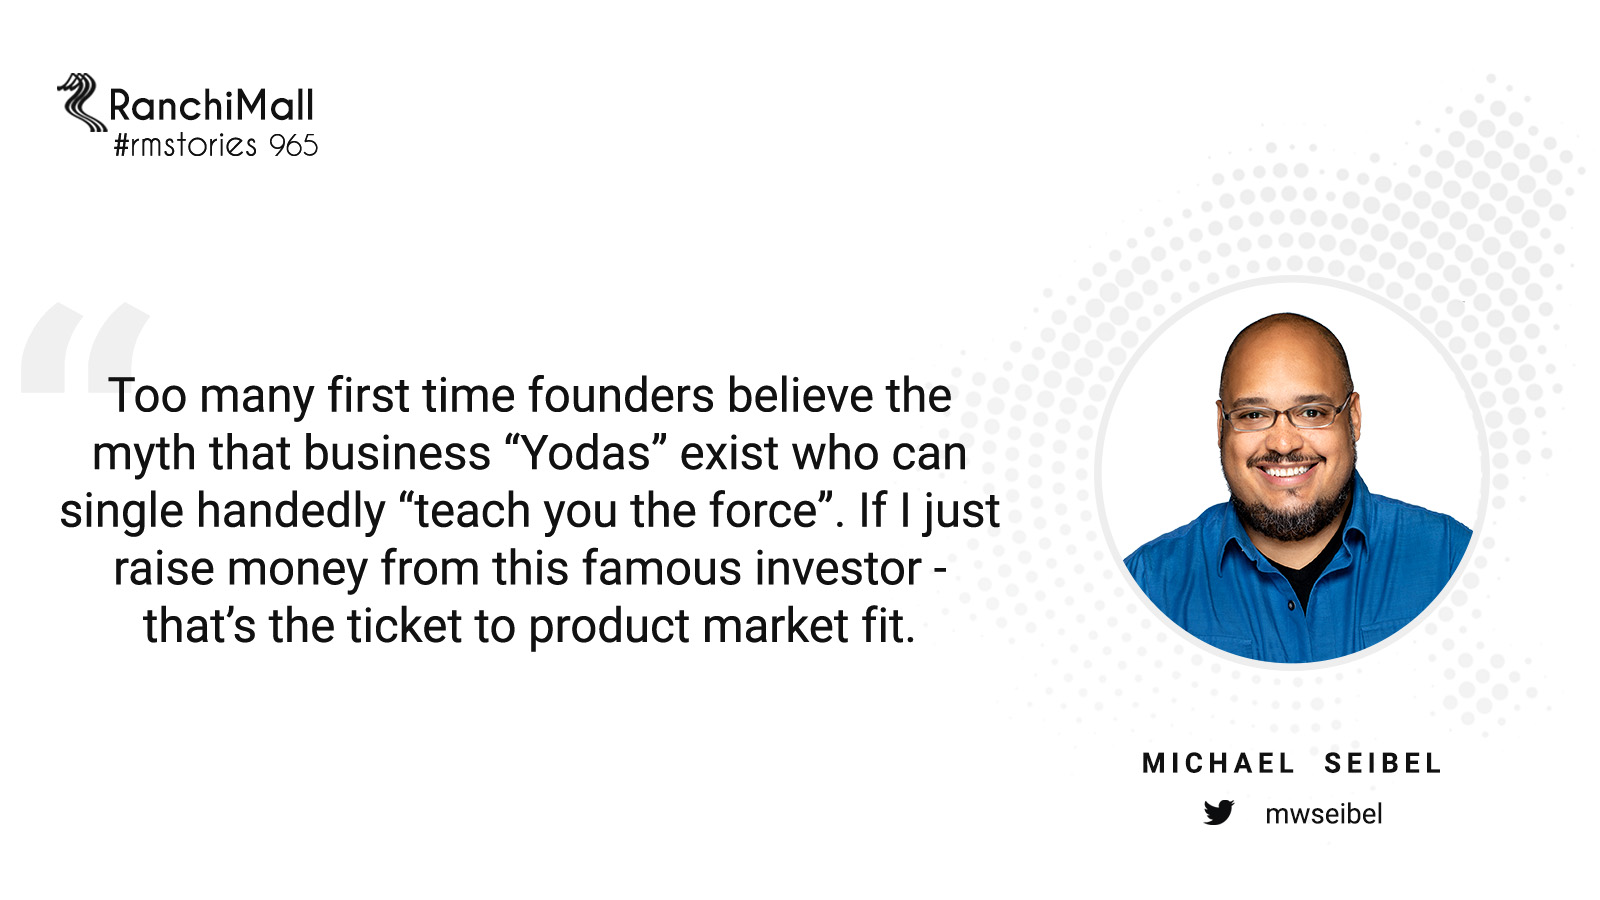 RanchiMall
#rmstories 965
“
Too many first time founders believe the
myth that business “Yodas” exist who can
single handedly “teach you the force”. If I just
raise money from this famous investor -
that’s the ticket to product market fit.
MICHAEL SEIBEL
mwseibel